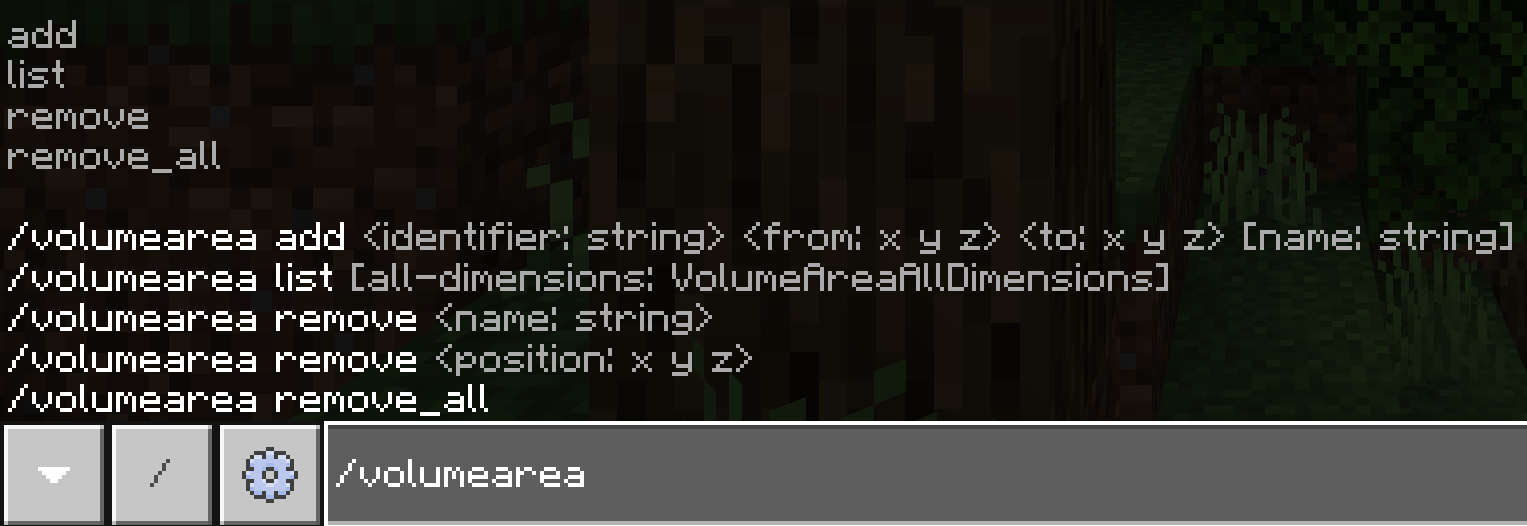 add
list
remove
remove_all
/volumearea add <identifier: string> <from: x y z> <to: x y z> [name: string]
/volumearea list [all-dimensions: VolumeAreaAllDimensions]
/volumearea remove <name: string>
/volumearea remove <position: x y z>
/volumearea remove_all
/
/volumearea